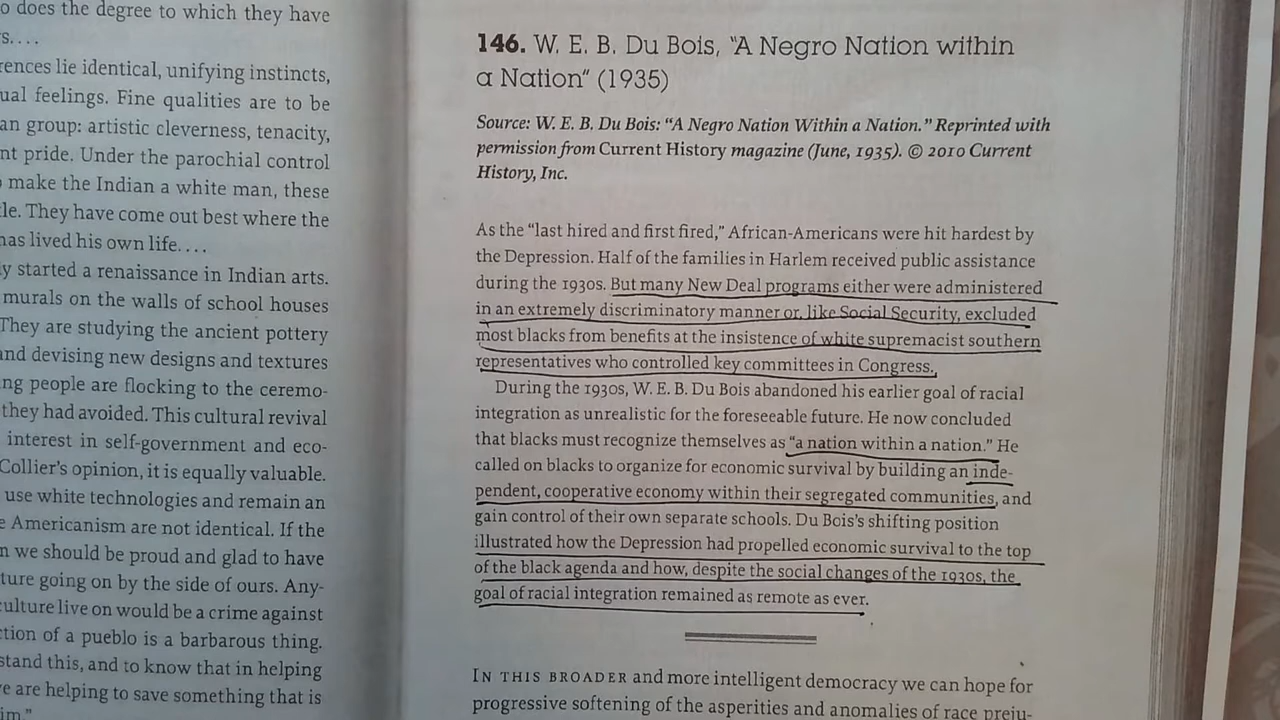 o does the degree to which they have
s....
rences lie identical, unifying instincts,
ual feelings. Fine qualities are to be
an group: artistic cleverness, tenacity,
nt pride. Under the parochial control
make the Indian a white man, these
le. They have come out best where the
has lived his own life....
y started a renaissance in Indian arts.
murals on the walls of school houses
They are studying the ancient pottery
and devising new designs and textures
ng people are flocking to the ceremo-
they had avoided. This cultural revival
interest in self-government and eco-
Collier's opinion, it is equally valuable.
use white technologies and remain an
e Americanism are not identical. If the
n we should be proud and glad to have
ture going on by the side of ours. Any-
culture live on would be a crime against
ction of a pueblo is a barbarous thing.
stand this, and to know that in helping
e are helping to save something that is
im."
146. W. E. B. Du Bois, "A Negro Nation within
a Nation" (1935)
Source: W. E. B. Du Bois: "A Negro Nation Within a Nation." Reprinted with
permission from Current History magazine (June, 1935). © 2010 Current
History, Inc.
As the "last hired and first fired," African-Americans were hit hardest by
the Depression. Half of the families in Harlem received public assistance
during the 1930s. But many New Deal programs either were administered
in an extremely discriminatory manner or, like Social Security, excluded
most blacks from benefits at the insistence of white supremacist southern
representatives who controlled key committees in Congress.
During the 1930s, W. E. B. Du Bois abandoned his earlier goal of racial
integration as unrealistic for the foreseeable future. He now concluded
that blacks must recognize themselves as "a nation within a nation." He
called on blacks to organize for economic survival by building an inde-
pendent, cooperative economy within their segregated communities, and
gain control of their own separate schools. Du Bois's shifting position
illustrated how the Depression had propelled economic survival to the top
of the black agenda and how, despite the social changes of the 1930s, the
goal of racial integration remained as remote as ever.
IN THIS BROADER and more intelligent democracy we can hope for
progressive softening of the asperities and anomalies of race preju-